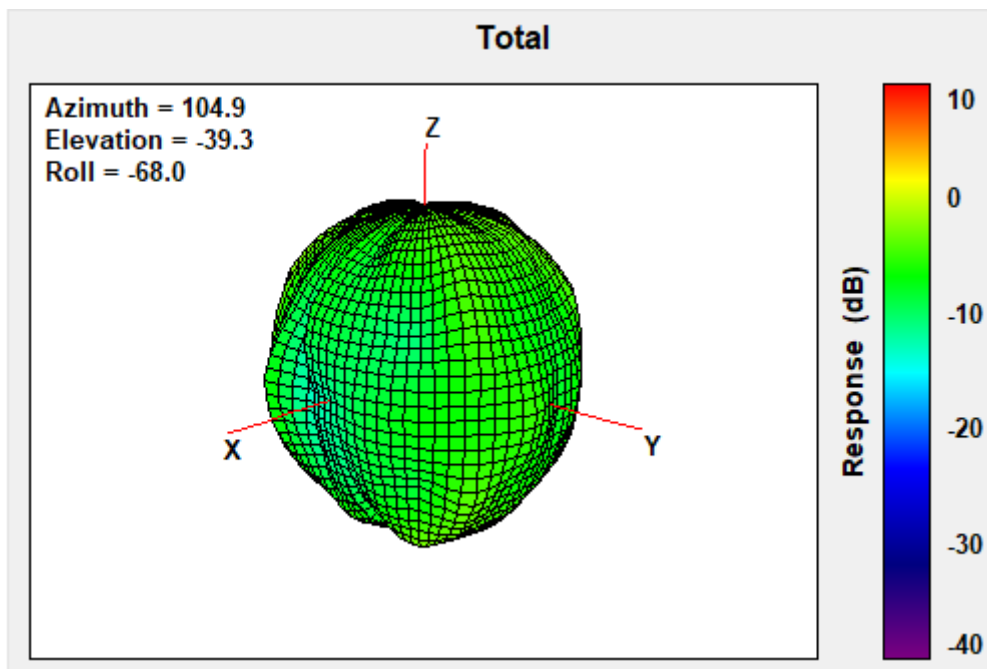 Total
Azimuth = 104.9
Elevation = -39.3
Roll = -68.0
Z
X
Y
10
0
-10
-20
-30
-40
Response (dB)